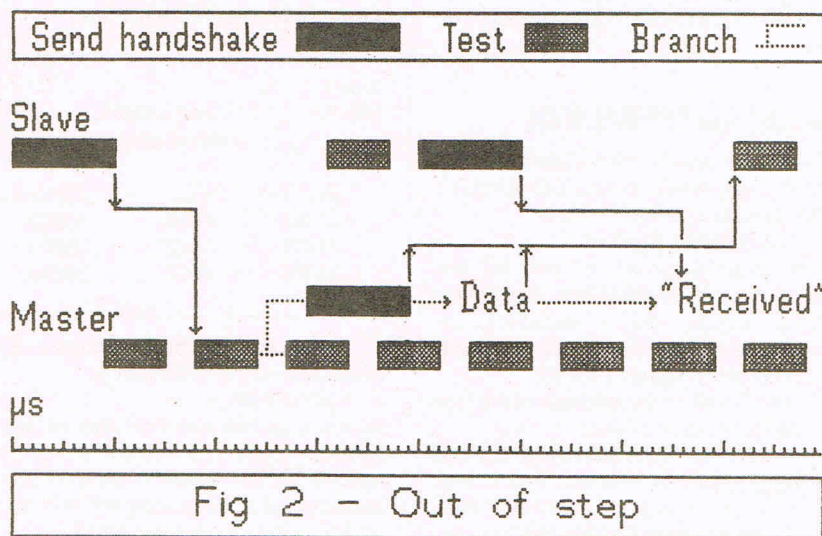 Send handshake Test Branch
Slave
Data "Received"
Master
µs
Fig 2 - Out of step